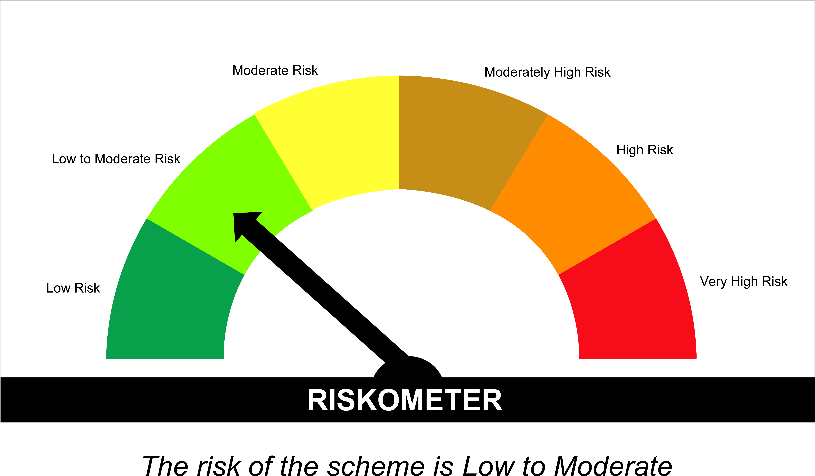 Moderate Risk
Moderately High Risk
Low to Moderate Risk
High Risk
Low Risk
Very High Risk
RISKOMETER
The risk of the scheme is Low to Moderate